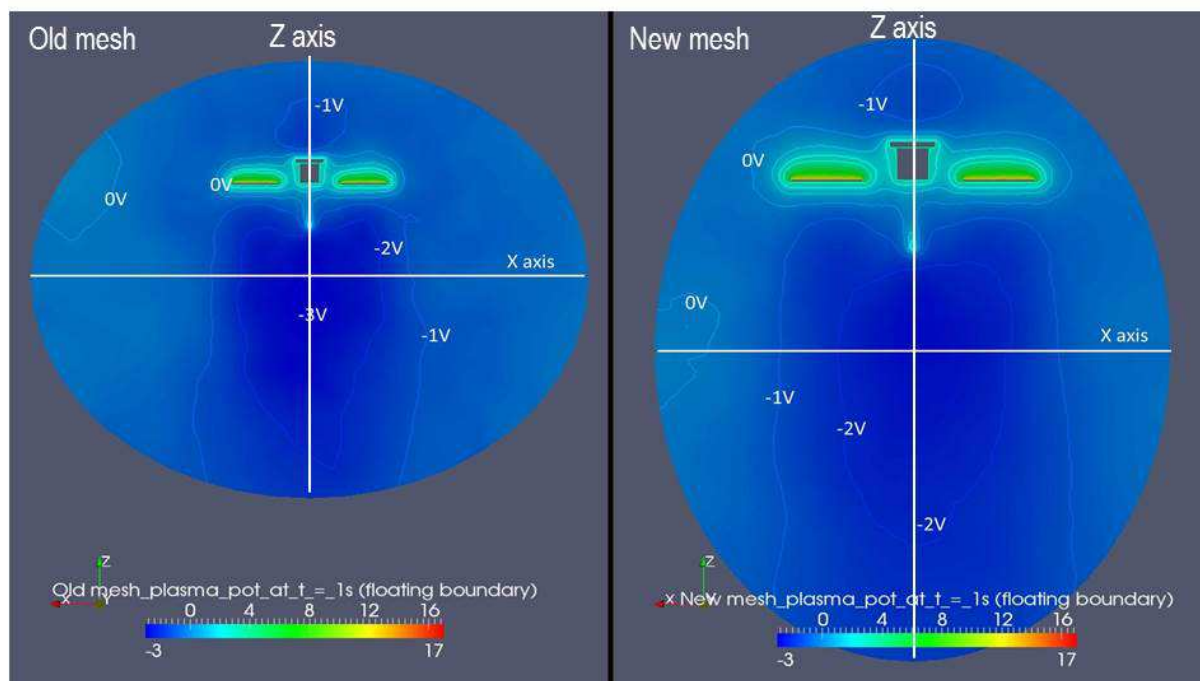 Old mesh
Z axis
-1V
0V
0V
-2V
X axis
-3V
-1V
z
x
Y
Old mesh_plasma_pot_at_t_=_1s (floating boundary)
0 4 8 12 16
-3 17
New mesh
Z axis
-1V
0V
0V
X axis
-1V
-2V
-2V
z
x
Y
New mesh_plasma_pot_at_t_=_1s (floating boundary)
0 4 8 12 16
-3 17